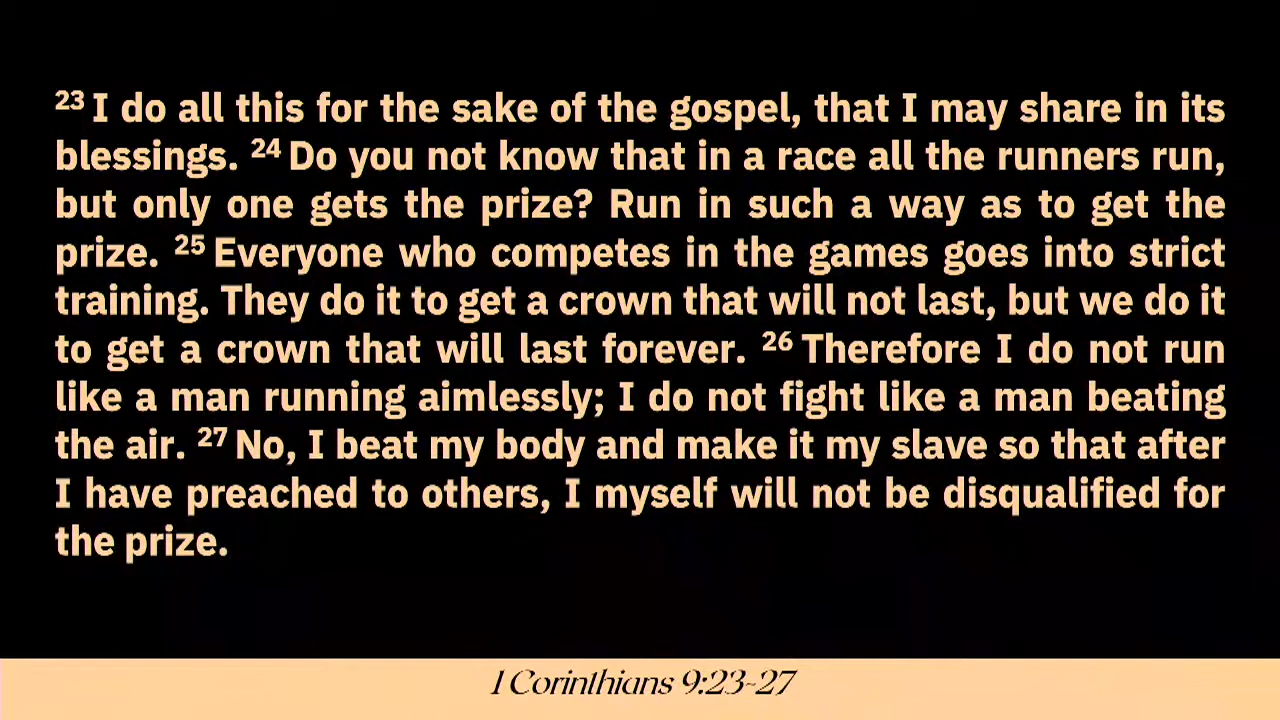 ²³ I do all this for the sake of the gospel, that I may share in its
blessings. ²⁴ Do you not know that in a race all the runners run,
but only one gets the prize? Run in such a way as to get the
prize. ²⁵ Everyone who competes in the games goes into strict
training. They do it to get a crown that will not last, but we do it
to get a crown that will last forever. ²⁶ Therefore I do not run
like a man running aimlessly; I do not fight like a man beating
the air. ²⁷ No, I beat my body and make it my slave so that after
I have preached to others, I myself will not be disqualified for
the prize.
1 Corinthians 9:23-27